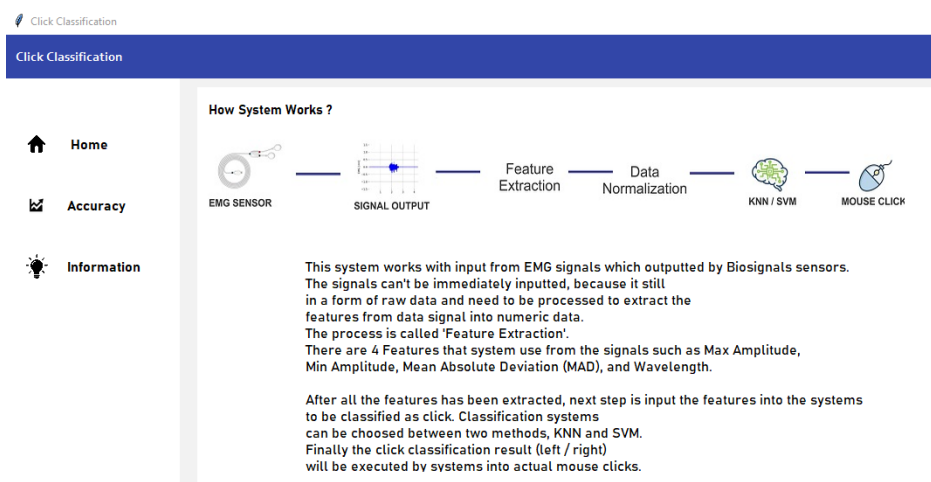 Click Classification
Click Classification
Home
Accuracy
Information
How System Works ?
EMG SENSOR
SIGNAL OUTPUT
Feature
Extraction
Data
Normalization
KNN / SVM
MOUSE CLICK
This system works with input from EMG signals which outputted by Biosignals sensors.
The signals can't be immediately inputted, because it still
in a form of raw data and need to be processed to extract the
features from data signal into numeric data.
The process is called 'Feature Extraction'.
There are 4 Features that system use from the signals such as Max Amplitude,
Min Amplitude, Mean Absolute Deviation (MAD), and Wavelength.
After all the features has been extracted, next step is input the features into the systems
to be classified as click. Classification systems
can be choosed between two methods, KNN and SVM.
Finally the click classification result (left / right)
will be executed by systems into actual mouse clicks.